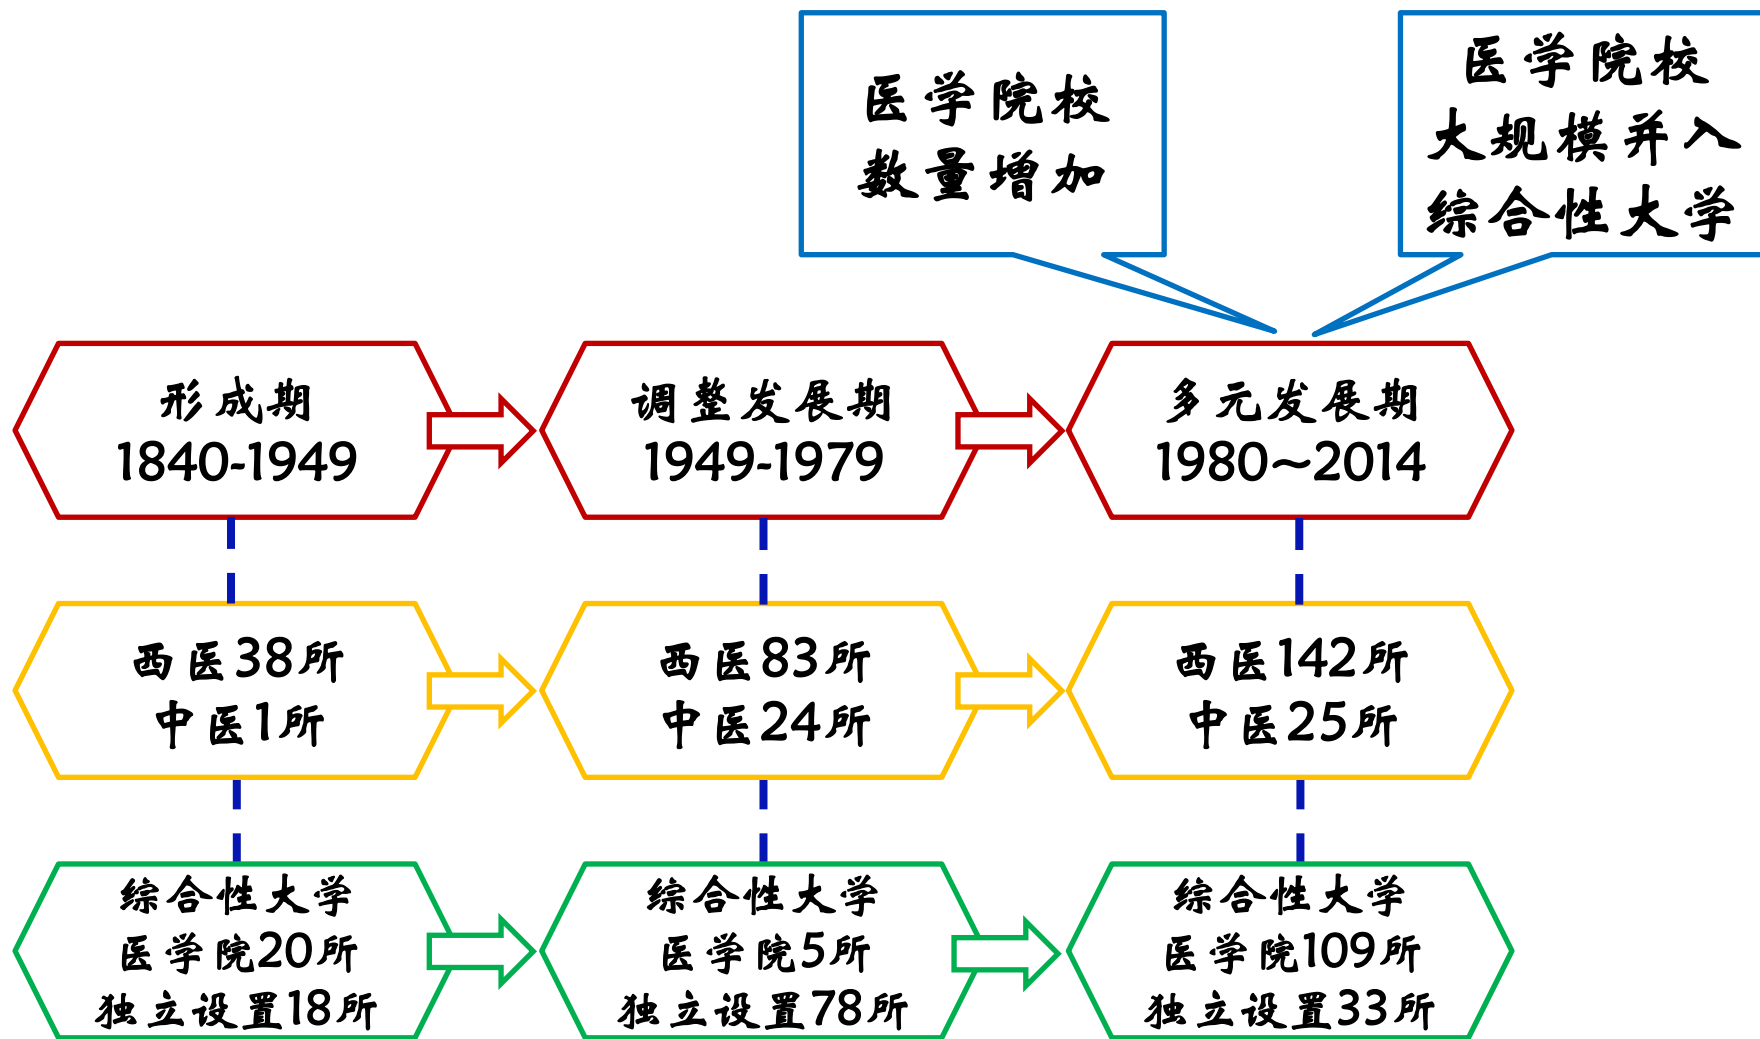 医学院校
数量增加
医学院校
大规模并入
综合性大学
形成期
1840-1949
调整发展期
1949-1979
多元发展期
1980~2014
西医38所
中医1所
西医83所
中医24所
西医142所
中医25所
综合性大学
医学院20所
独立设置18所
综合性大学
医学院5所
独立设置78所
综合性大学
医学院109所
独立设置33所